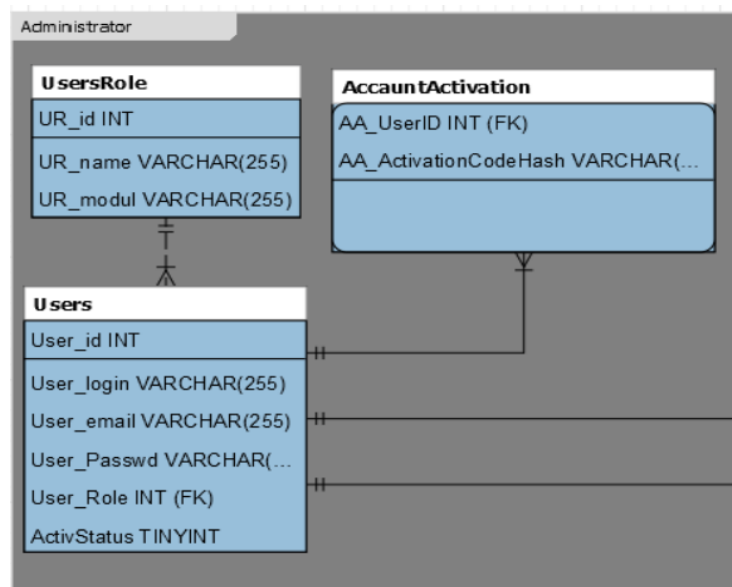 Administrator
UsersRole
UR_id INT
UR_name VARCHAR(255)
UR_modul VARCHAR(255)
AccauntActivation
AA_UserID INT (FK)
AA_ActivationCodeHash VARCHAR(...
Users
User_id INT
User_login VARCHAR(255)
User_email VARCHAR(255)
User_Passwd VARCHAR(...
User_Role INT (FK)
ActivStatus TINYINT